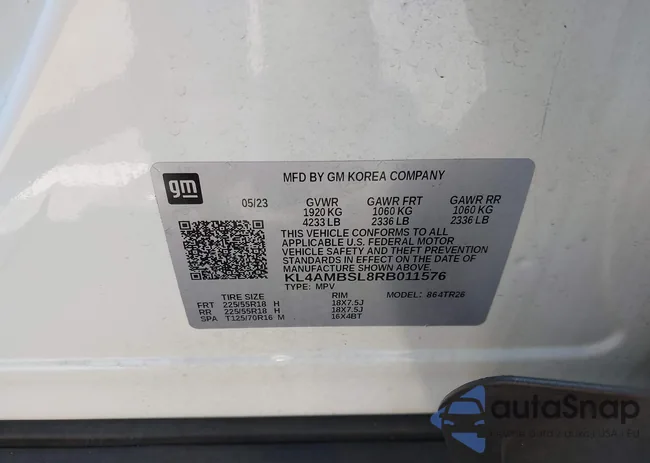 gm
MFD BY GM KOREA COMPANY
05/23 GVWR GAWR FRT GAWR RR
1920 KG 1060 KG 1060 KG
4233 LB 2336 LB 2336 LB
THIS VEHICLE CONFORMS TO ALL
APPLICABLE U.S. FEDERAL MOTOR
VEHICLE SAFETY AND THEFT PREVENTION
STANDARDS IN EFFECT ON THE DATE OF
MANUFACTURE SHOWN ABOVE.
KL4AMBSL8RB011576
TYPE: MPV MODEL: 864TR26
TIRE SIZE RIM
FRT 225/55R18 H 18X7.5J
RR 225/55R18 H 18X7.5J
SPA T125/70R16 M 16X4BT
autoSnap